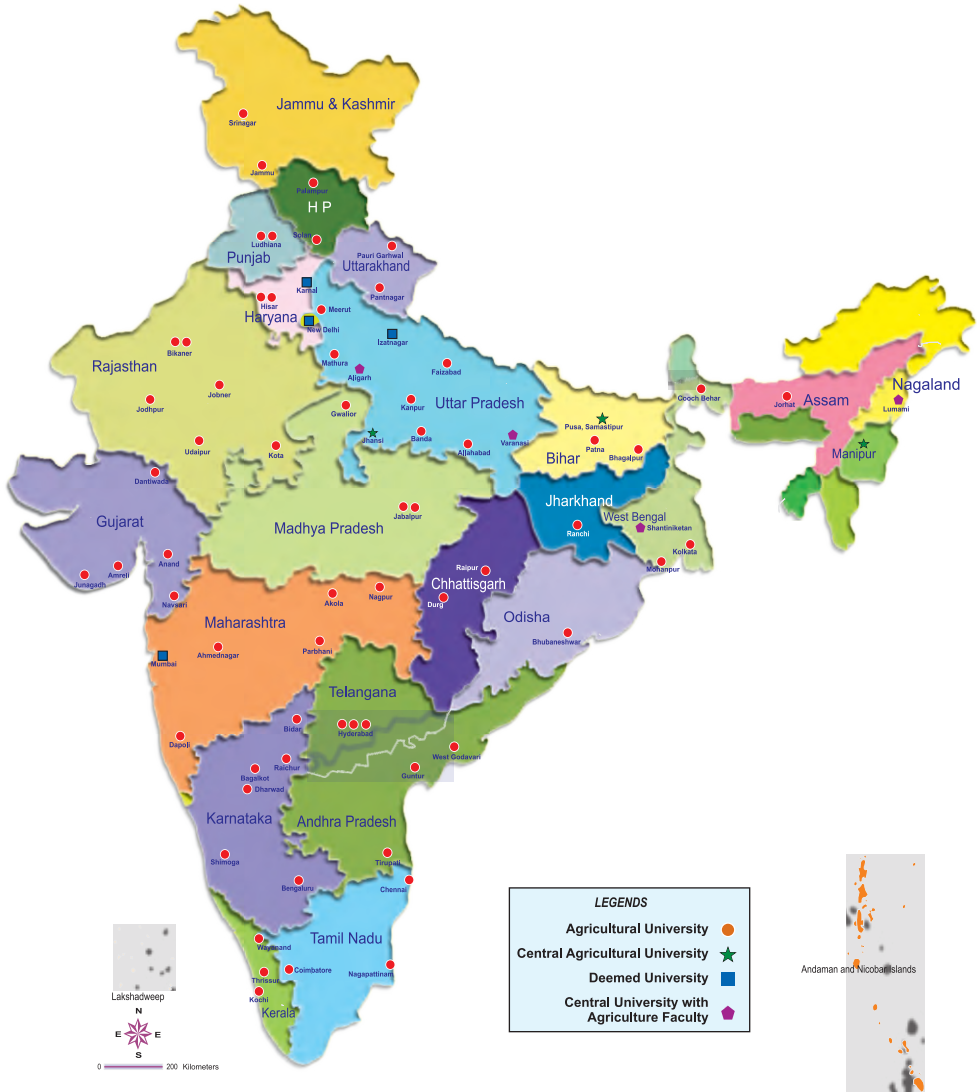 Jammu & Kashmir
Srinagar
Jammu
Palampur
H P
Solan
Ludhiana
Punjab
Pauri Garhwal
Uttarakhand
Pantnagar
Karnal
Hisar
Haryana
New Delhi
Meerut
Izatnagar
Mathura
Aligarh
Faizabad
Bikaner
Rajasthan
Jobner
Jodhpur
Udaipur
Kota
Gwalior
Kanpur
Uttar Pradesh
Jhansi
Banda
Allahabad
Varanasi
Pusa, Samastipur
Patna
Bihar
Bhagalpur
Cooch Behar
Jorhat
Assam
Nagaland
Lumami
Manipur
Dantiwada
Gujarat
Anand
Amreli
Junagadh
Navsari
Madhya Pradesh
Jabalpur
Jharkhand
Ranchi
West Bengal
Shantiniketan
Kolkata
Mohanpur
Raipur
Chhattisgarh
Durg
Odisha
Bhubaneshwar
Akola
Nagpur
Maharashtra
Ahmednagar
Parbhani
Mumbai
Dapoli
Telangana
Hyderabad
Bidar
Raichur
Bagalkot
Dharwad
Karnataka
West Godavari
Guntur
Andhra Pradesh
Tirupati
Shimoga
Bengaluru
Chennai
Tamil Nadu
Wayanand
Coimbatore
Nagapattinam
Thrissur
Kochi
Kerala
Lakshadweep
N
E E
S
0 200 Kilometers
LEGENDS
Agricultural University
Central Agricultural University
Deemed University
Central University with
Agriculture Faculty
Andaman and Nicobar Islands